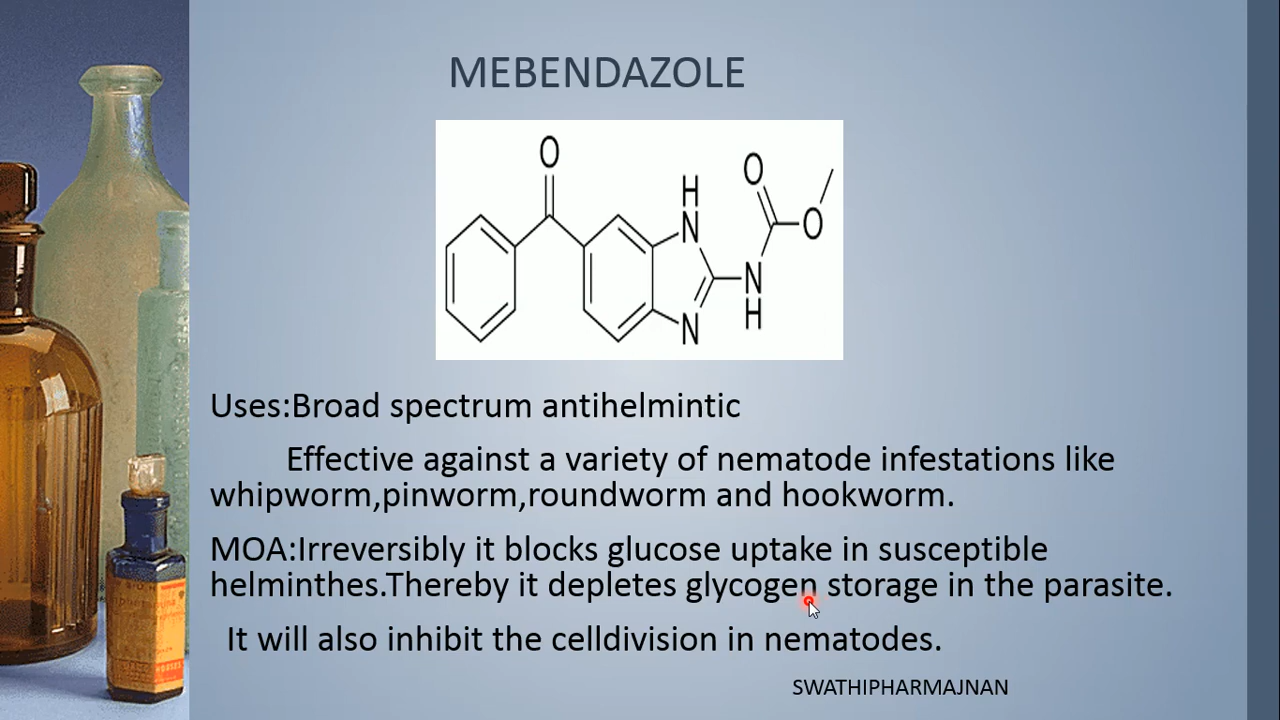 MEBENDAZOLE
O
H
N
O
O
N
H
N
Uses:Broad spectrum antihelmintic
Effective against a variety of nematode infestations like
whipworm,pinworm,roundworm and hookworm.
MOA:Irreversibly it blocks glucose uptake in susceptible
helminthes.Thereby it depletes glycogen storage in the parasite.
It will also inhibit the celldivision in nematodes.
SWATHIPHARMAJNAN